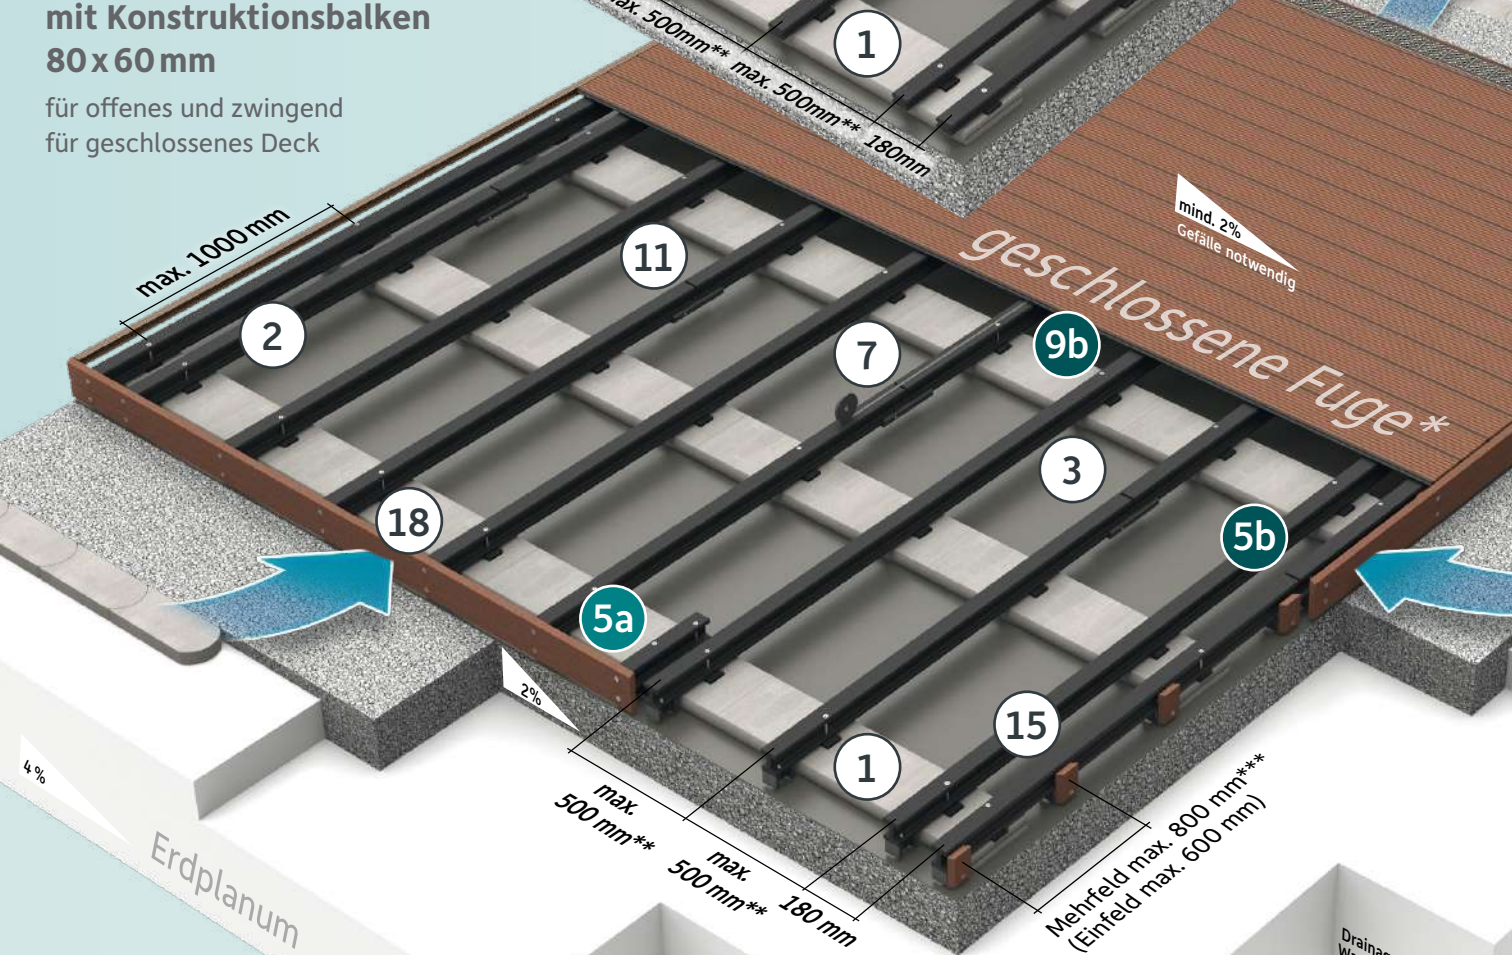 mit Konstruktionsbalken
80 x 60 mm
für offenes und zwingend
für geschlossenes Deck
max. 500mm**
max. 500mm**
180mm
1
mind. 2%
Gefälle notwendig
geschlossene Fuge*
max. 1000 mm
11
2
7
9b
3
18
5b
5a
2%
15
1
4%
Erdplanum
max.
500 mm**
max.
500 mm**
180 mm
Mehrfeld max. 800 mm***
(Einfeld max. 600 mm)